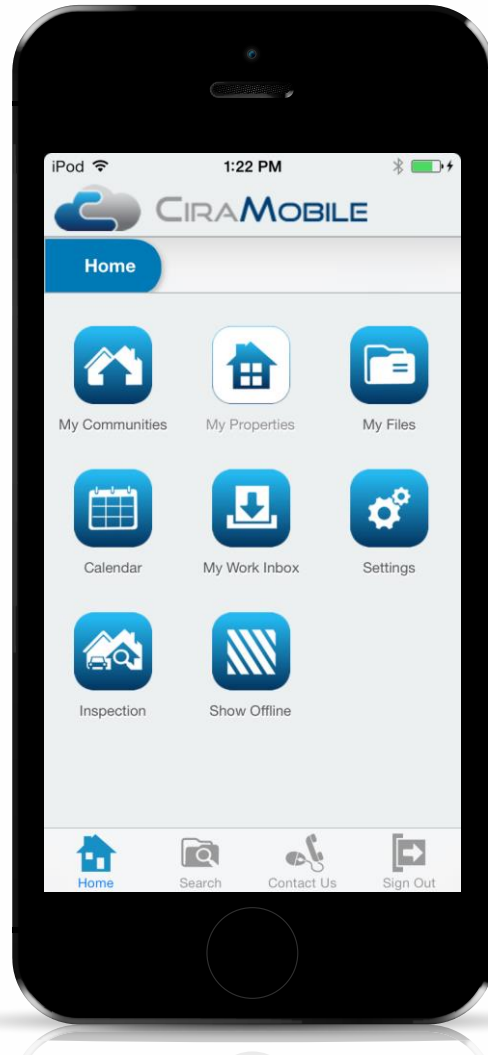 iPod 1:22 PM
CIRAMOBILE
Home
My Communities My Properties My Files
Calendar My Work Inbox Settings
Inspection Show Offline
Home Search Contact Us Sign Out